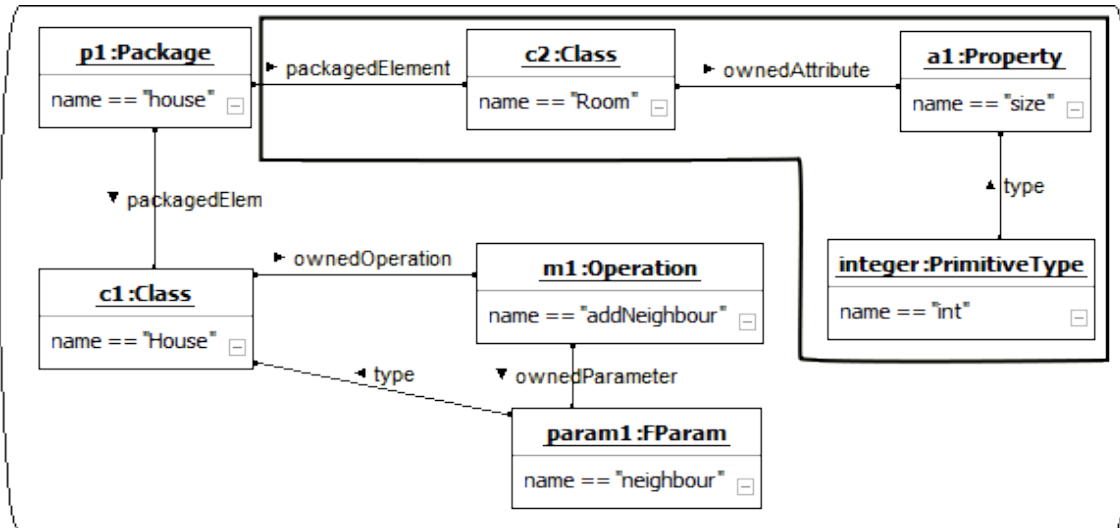 p1:Package
name == "house"
packagedElement
c2:Class
name == "Room"
ownedAttribute
a1:Property
name == "size"
type
integer:PrimitiveType
name == "int"
packagedElem
c1:Class
name == "House"
ownedOperation
m1:Operation
name == "addNeighbour"
type
ownedParameter
param1:FParam
name == "neighbour"